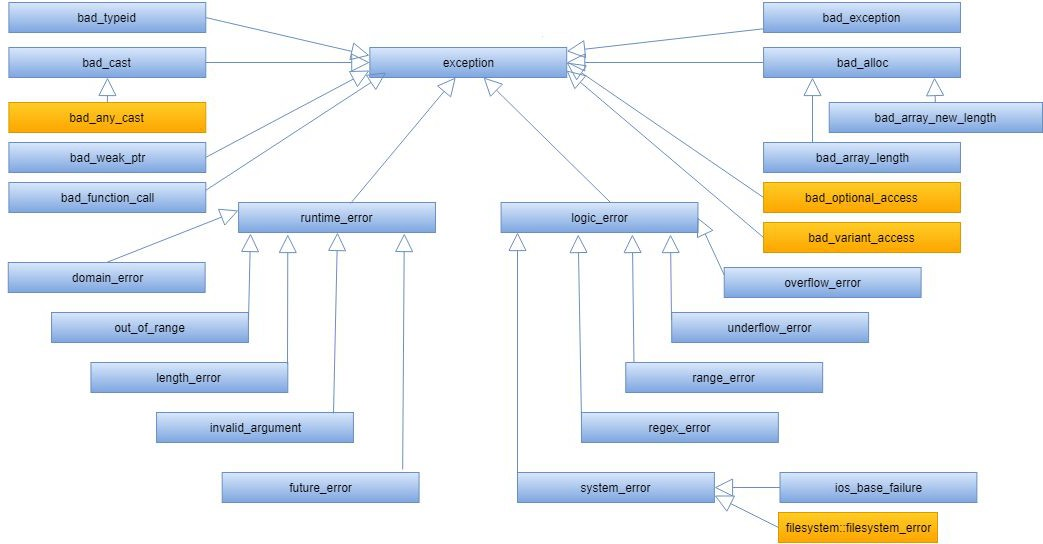 bad_typeid
bad_exception
bad_cast
exception
bad_alloc
bad_any_cast
bad_array_new_length
bad_weak_ptr
bad_array_length
bad_function_call
bad_optional_access
runtime_error
logic_error
bad_variant_access
domain_error
overflow_error
out_of_range
underflow_error
length_error
range_error
invalid_argument
regex_error
future_error
system_error
ios_base_failure
filesystem::filesystem_error